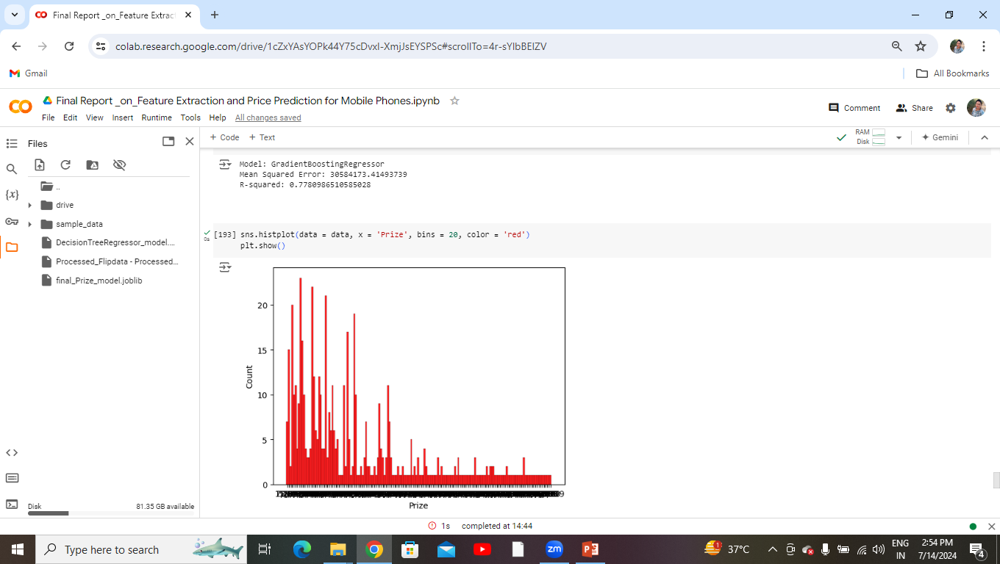 Final Report _on_Feature Extrac
colab.research.google.com/drive/1cZxYAsYOPk44Y75cDvxI-XmjJsEYSPSc#scrollTo=4r-sYIbBEIZV
Gmail
All Bookmarks
Final Report _on_Feature Extraction and Price Prediction for Mobile Phones.ipynb
Comment
Share
File Edit View Insert Runtime Tools Help All changes saved
Files
+ Code + Text
RAM
Disk
Gemini
..
drive
sample_data
DecisionTreeRegressor_model....
Processed_Flipdata - Processed...
final_Prize_model.joblib
Disk
81.35 GB available
Model: GradientBoostingRegressor
Mean Squared Error: 30584173.41493739
R-squared: 0.7780986510585028
[193] sns.histplot(data = data, x = 'Prize', bins = 20, color = 'red')
plt.show()
0s
Count
20
15
10
5
0
Prize
1s completed at 14:44
Type here to search
zm
1
37°C
ENG
IN
2:54 PM
7/14/2024
4